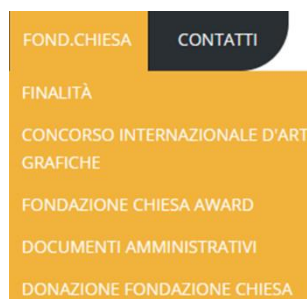 FOND.CHIESA CONTATTI
FINALITÀ
CONCORSO INTERNAZIONALE D'ART
GRAFICHE
FONDAZIONE CHIESA AWARD
DOCUMENTI AMMINISTRATIVI
DONAZIONE FONDAZIONE CHIESA